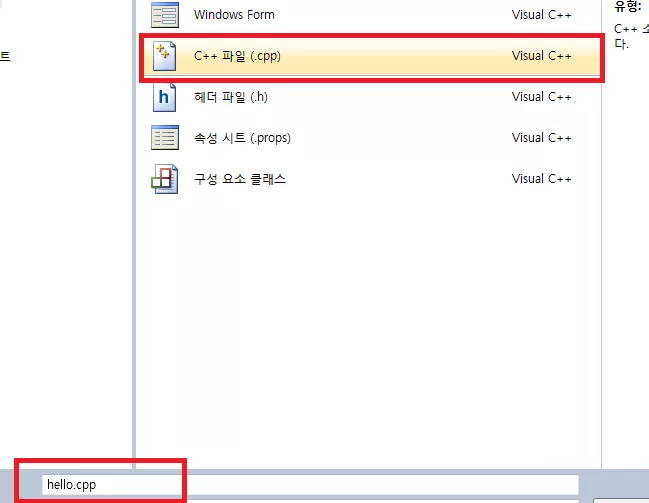 Windows Form Visual C++
유형:
C++ 파일 (.cpp) Visual C++
C++ 소
다.
트
헤더 파일 (.h) Visual C++
속성 시트 (.props) Visual C++
구성 요소 클래스 Visual C++
hello.cpp